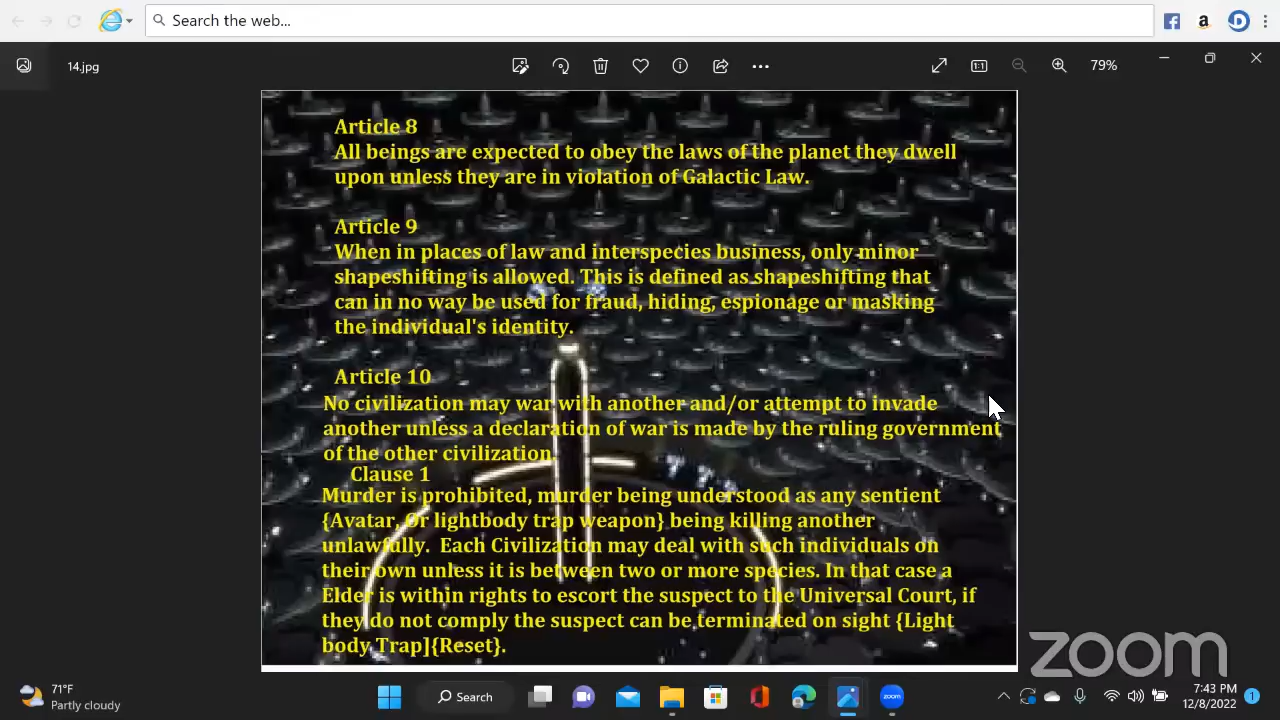 Search the web...
14.jpg
79%
Article 8
All beings are expected to obey the laws of the planet they dwell
upon unless they are in violation of Galactic Law.
Article 9
When in places of law and interspecies business, only minor
shapeshifting is allowed. This is defined as shapeshifting that
can in no way be used for fraud, hiding, espionage or masking
the individual's identity.
Article 10
No civilization may war with another and/or attempt to invade
another unless a declaration of war is made by the ruling government
of the other civilization.
Clause 1
Murder is prohibited, murder being understood as any sentient
{Avatar, Or lightbody trap weapon} being killing another
unlawfully. Each Civilization may deal with such individuals on
their own unless it is between two or more species. In that case a
Elder is within rights to escort the suspect to the Universal Court, if
they do not comply the suspect can be terminated on sight {Light
body Trap]{Reset}.
zoom
71°F
Partly cloudy
Search
zoom
7:43 PM
12/8/2022
1